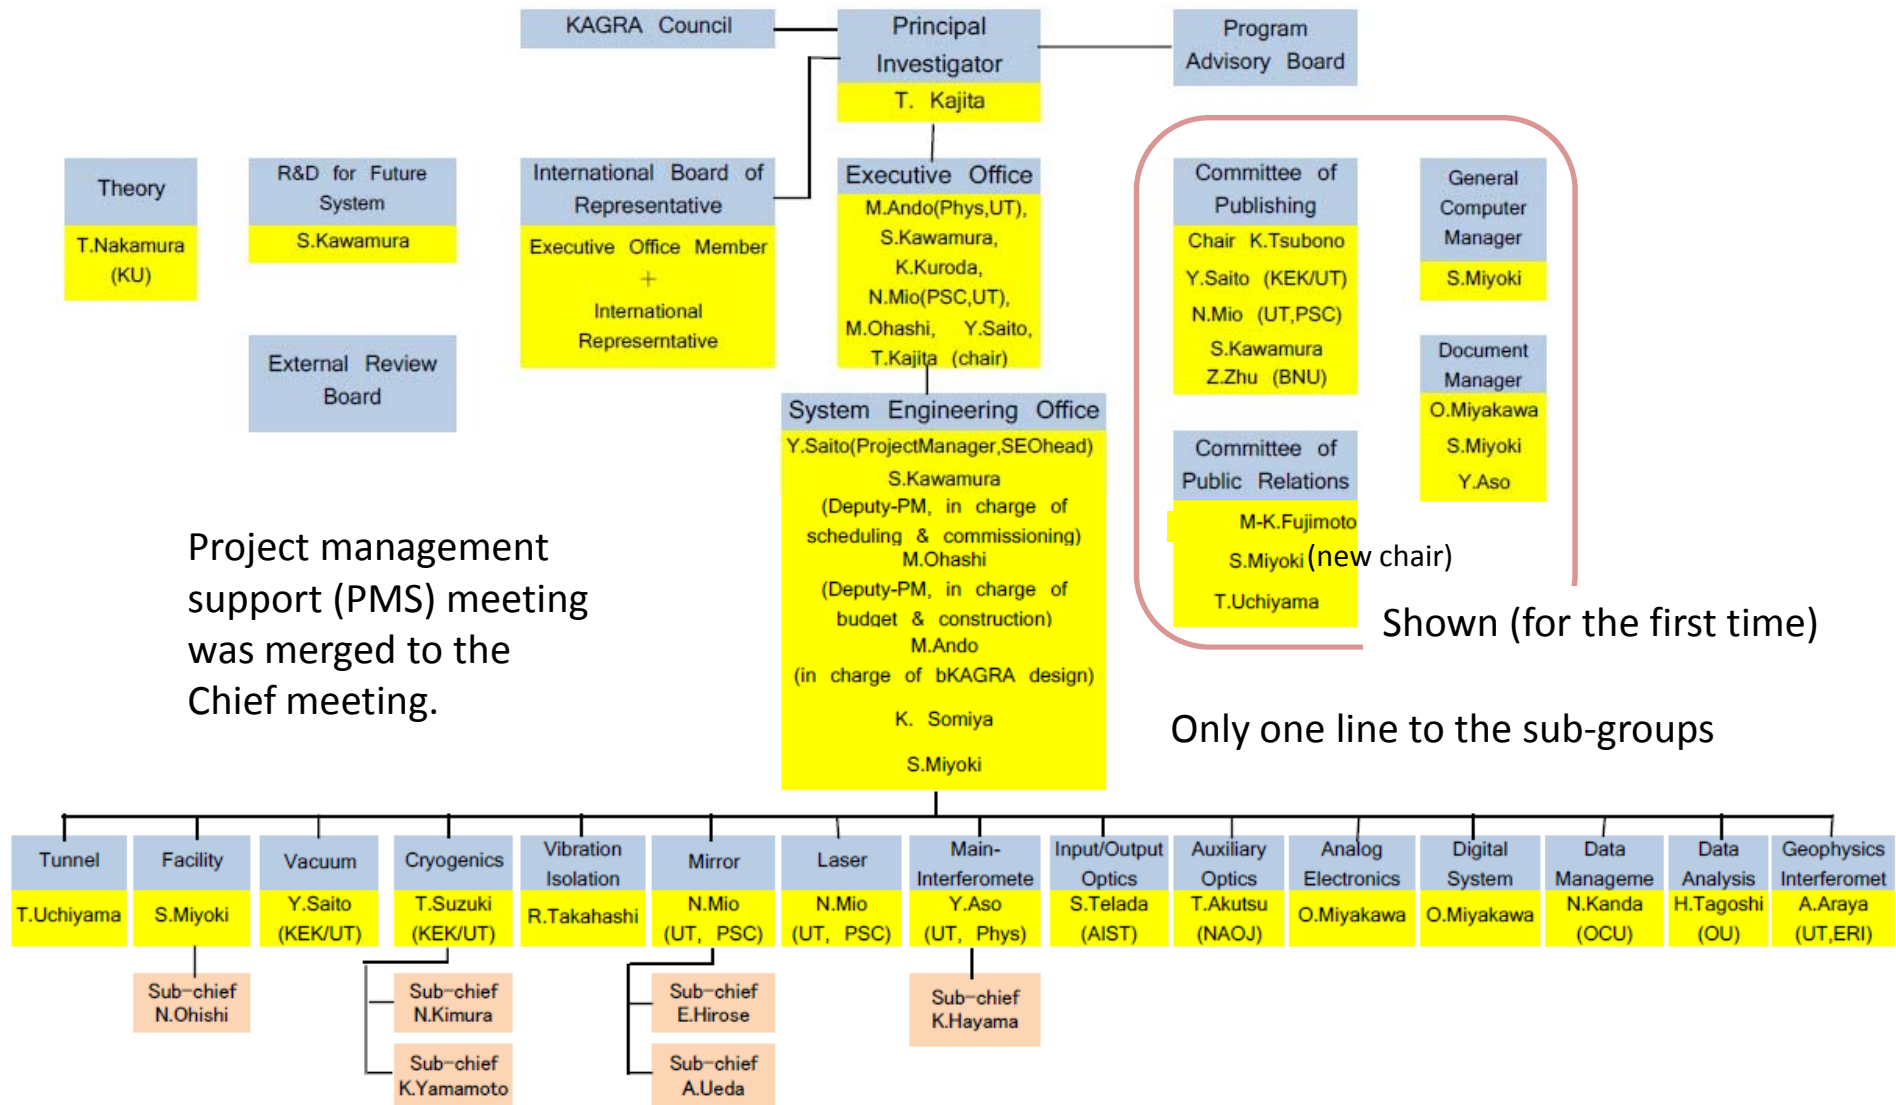 KAGRA Council
Principal
Investigator
T. Kajita
Program
Advisory Board
Theory
T.Nakamura
(KU)
R&D for Future
System
S.Kawamura
External Review
Board
International Board of
Representative
Executive Office Member
+
International
Represerntative
Executive Office
M.Ando(Phys,UT),
S.Kawamura,
K.Kuroda,
N.Mio(PSC,UT),
M.Ohashi, Y.Saito,
T.Kajita (chair)
Committee of
Publishing
Chair K.Tsubono
Y.Saito (KEK/UT)
N.Mio (UT,PSC)
S.Kawamura
Z.Zhu (BNU)
General
Computer
Manager
S.Miyoki
Document
Manager
O.Miyakawa
S.Miyoki
Y.Aso
Committee of
Public Relations
M-K.Fujimoto
S.Miyoki (new chair)
T.Uchiyama
Shown (for the first time)
System Engineering Office
Y.Saito(ProjectManager,SEOhead)
S.Kawamura
(Deputy-PM, in charge of
scheduling & commissioning)
M.Ohashi
(Deputy-PM, in charge of
budget & construction)
M.Ando
(in charge of bKAGRA design)
K. Somiya
S.Miyoki
Project management
support (PMS) meeting
was merged to the
Chief meeting.
Only one line to the sub-groups
Tunnel
T.Uchiyama
Facility
S.Miyoki
Sub-chief
N.Ohishi
Vacuum
Y.Saito
(KEK/UT)
Cryogenics
T.Suzuki
(KEK/UT)
Sub-chief
N.Kimura
Sub-chief
K.Yamamoto
Vibration
Isolation
R.Takahashi
Mirror
N.Mio
(UT, PSC)
Sub-chief
E.Hirose
Sub-chief
A.Ueda
Laser
N.Mio
(UT, PSC)
Main-
Interferomete
Y.Aso
(UT, Phys)
Sub-chief
K.Hayama
Input/Output
Optics
S.Telada
(AIST)
Auxiliary
Optics
T.Akutsu
(NAOJ)
Analog
Electronics
O.Miyakawa
Digital
System
O.Miyakawa
Data
Manageme
N.Kanda
(OCU)
Data
Analysis
H.Tagoshi
(OU)
Geophysics
Interferomet
A.Araya
(UT,ERI)